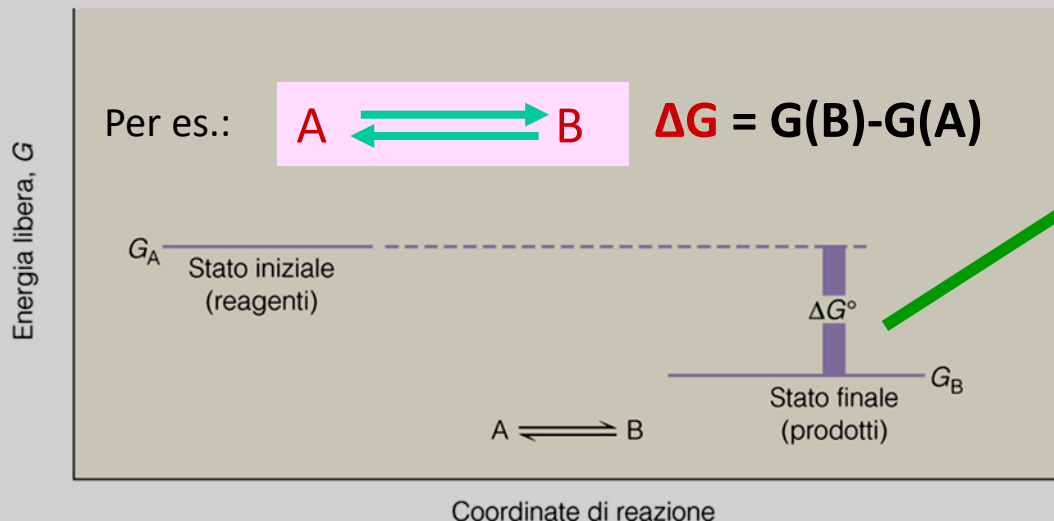 Per es.:
A B
ΔG = G(B)-G(A)
Energia libera, G
GA
Stato iniziale
(reagenti)
ΔG°
GB
Stato finale
(prodotti)
A ⇌ B
Coordinate di reazione